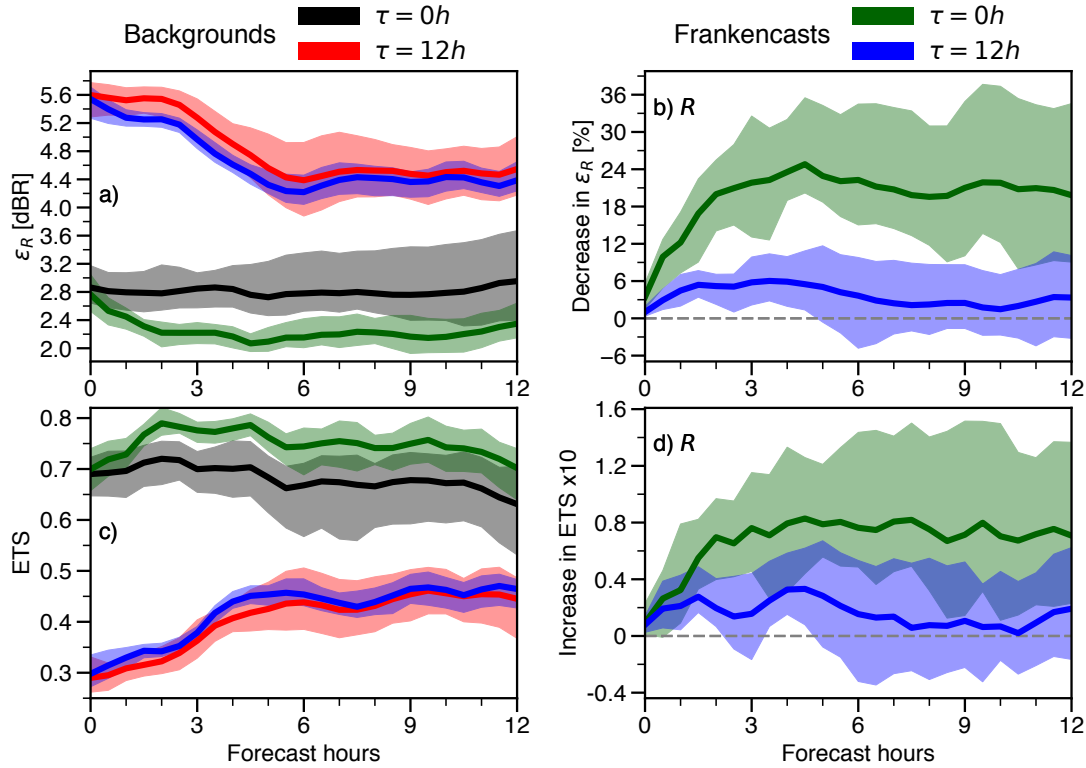 Backgrounds
τ = 0h
τ = 12h
Frankencasts
τ = 0h
τ = 12h
5.6
5.2
4.8
4.4
4.0
3.6
3.2
2.8
2.4
2.0
ε_R [dBR]
a)
0 3 6 9 12
36
30
24
18
12
6
0
−6
Decrease in ε_R [%]
b) R
0 3 6 9 12
0.8
0.7
0.6
0.5
0.4
0.3
ETS
c)
0 3 6 9 12
Forecast hours
1.6
1.2
0.8
0.4
0
-0.4
Increase in ETS x10
d) R
0 3 6 9 12
Forecast hours